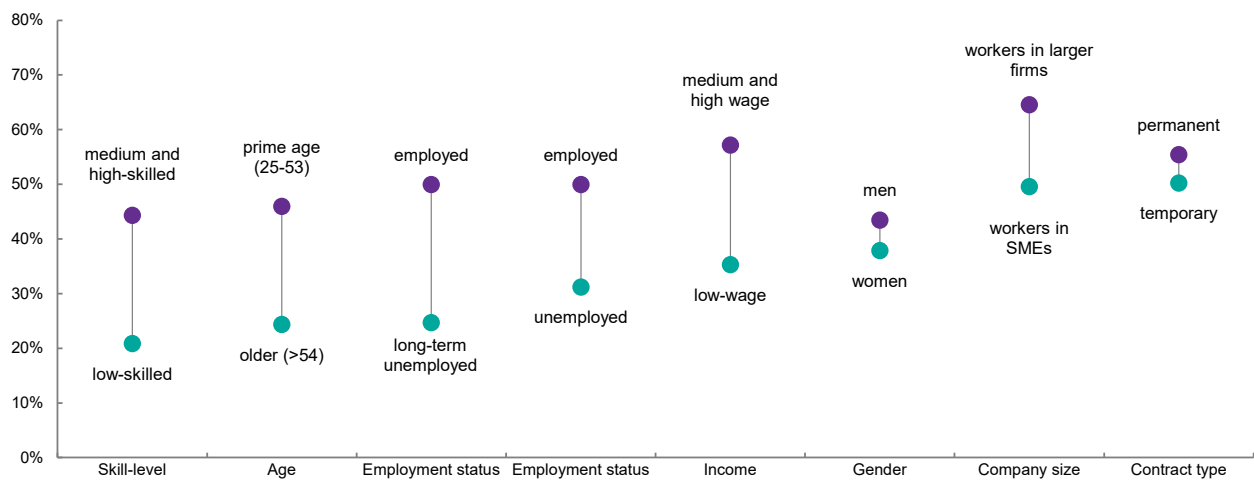 80%
70%
60%
50%
40%
30%
20%
10%
0%
medium and
high-skilled
low-skilled
prime age
(25-53)
older (>54)
employed
long-term
unemployed
employed
unemployed
medium and
high wage
low-wage
men
women
workers in larger
firms
workers in
SMEs
permanent
temporary
Skill-level
Age
Employment status
Employment status
Income
Gender
Company size
Contract type